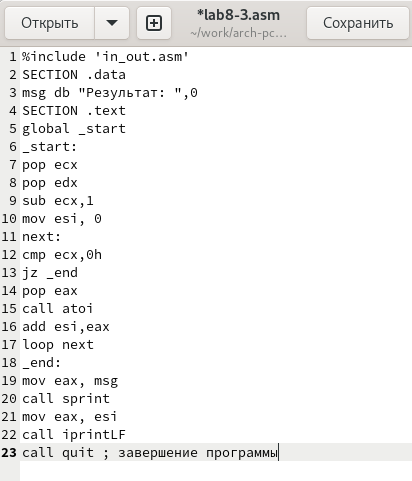 Открыть
*lab8-3.asm
~/work/arch-pc...
Сохранить
1 %include 'in_out.asm'
2 SECTION .data
3 msg db "Результат: ",0
4 SECTION .text
5 global _start
6 _start:
7 pop ecx
8 pop edx
9 sub ecx,1
10 mov esi, 0
11 next:
12 cmp ecx,0h
13 jz _end
14 pop eax
15 call atoi
16 add esi,eax
17 loop next
18 _end:
19 mov eax, msg
20 call sprint
21 mov eax, esi
22 call iprintLF
23 call quit ; завершение программы